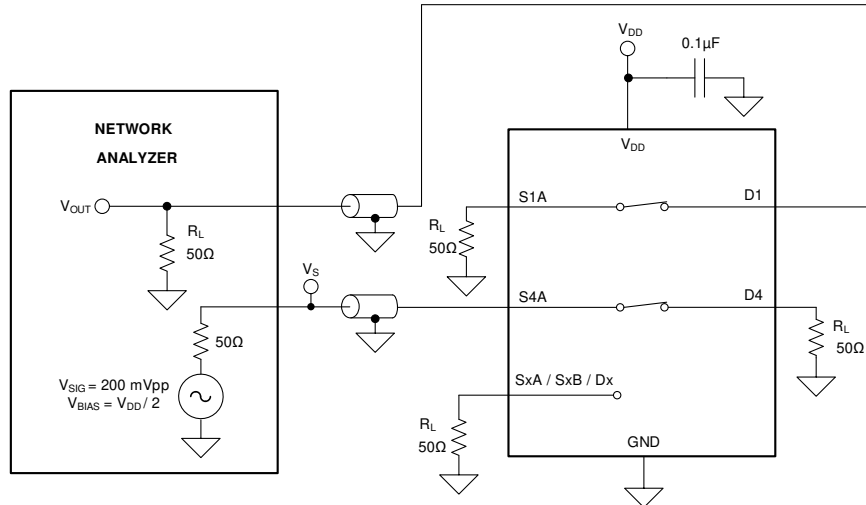 V_DD
0.1µF
NETWORK
ANALYZER
V_DD
V_OUT
S1A
D1
R_L
50Ω
R_L
50Ω
V_S
S4A
D4
50Ω
R_L
50Ω
V_SIG = 200 mVpp
V_BIAS = V_DD / 2
SxA / SxB / Dx
R_L
50Ω
GND